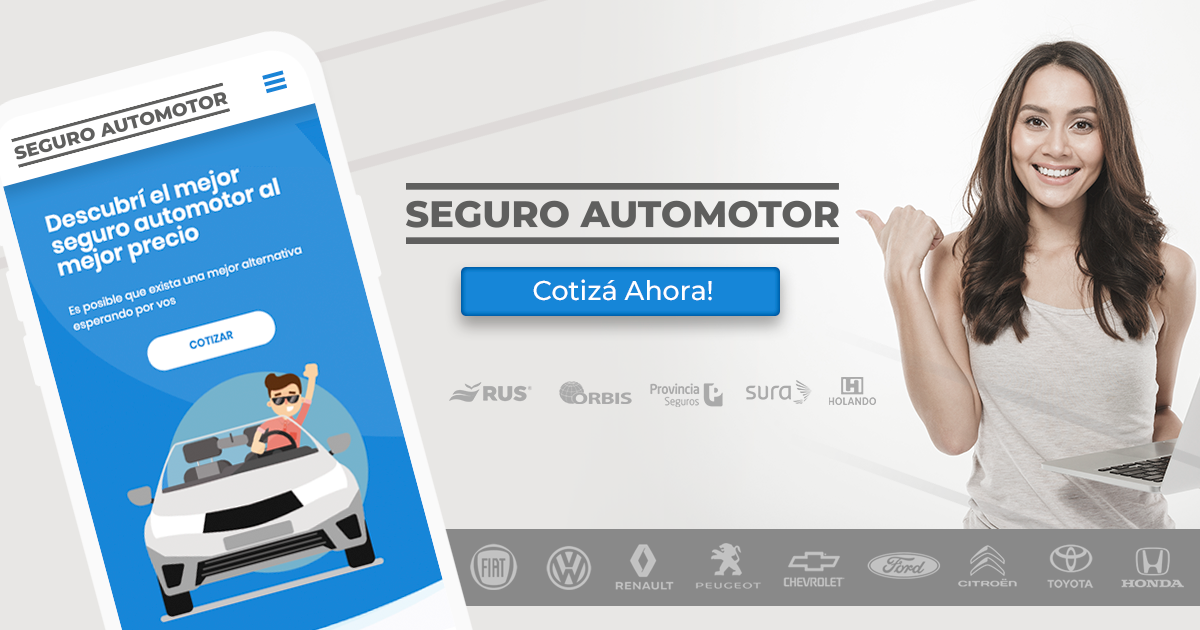 SEGURO AUTOMOTOR
Descubrí el mejor
seguro automotor al
mejor precio
Es posible que exista una mejor alternativa
esperando por vos
COTIZAR
SEGURO AUTOMOTOR
Cotizá Ahora!
RUS®
ORBIS
Provincia
Seguros
sura
H
HOLANDO
FIAT
VW
RENAULT
PEUGEOT
CHEVROLET
Ford
CITROËN
TOYOTA
HONDA